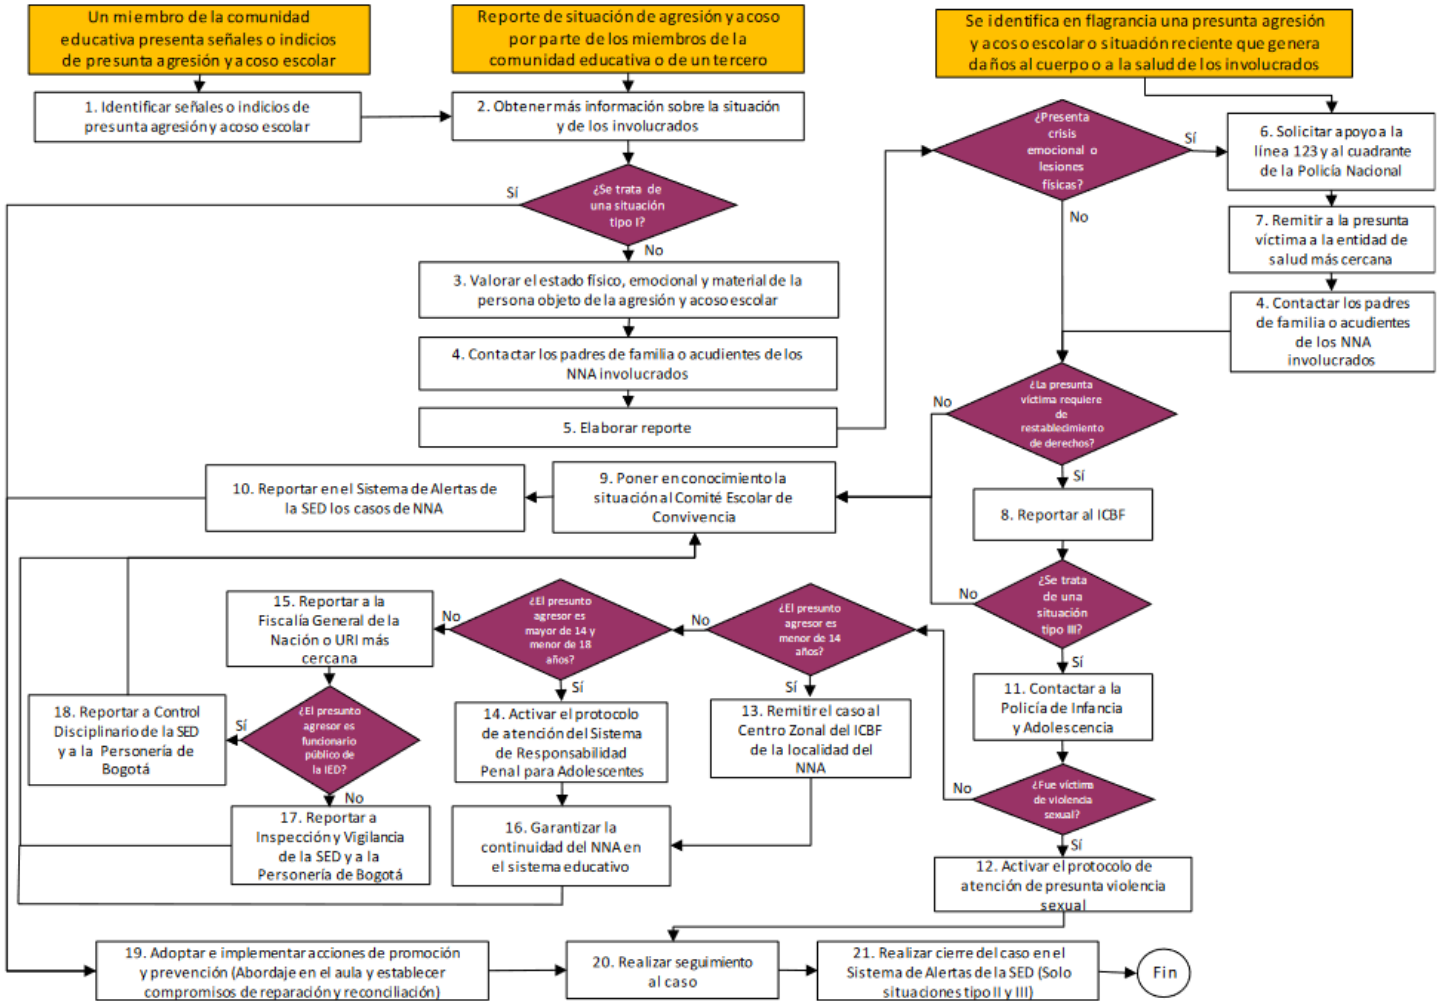 Un miembro de la comunidad
educativa presenta señales o indicios
de presunta agresión y acoso escolar
Reporte de situación de agresión y acoso
por parte de los miembros de la
comunidad educativa o de un tercero
Se identifica en flagrancia una presunta agresión
y acoso escolar o situación reciente que genera
daños al cuerpo o a la salud de los involucrados
1. Identificar señales o indicios de
presunta agresión y acoso escolar
2. Obtener más información sobre la situación
y de los involucrados
¿Presenta
crisis
emocional o
lesiones
físicas?
Sí
No
6. Solicitar apoyo a la
línea 123 y al cuadrante
de la Policía Nacional
¿Se trata de
una situación
tipo I?
Sí
No
7. Remitir a la presunta
víctima a la entidad de
salud más cercana
3. Valorar el estado físico, emocional y material de la
persona objeto de la agresión y acoso escolar
4. Contactar los padres
de familia o acudientes
de los NNA
involucrados
4. Contactar los padres de familia o acudientes de los
NNA involucrados
5. Elaborar reporte
¿La presunta
víctima requiere
de
restablecimiento
de derechos?
No
Sí
10. Reportar en el Sistema de Alertas de
la SED los casos de NNA
9. Poner en conocimiento la
situación al Comité Escolar de
Convivencia
8. Reportar al ICBF
¿Se trata
de una
situación
tipo III?
No
Sí
15. Reportar a la
Fiscalía General de la
Nación o URI más
cercana
No
¿El presunto
agresor es
mayor de 14 y
menor de 18
años?
Sí
No
¿El presunto
agresor es
menor de 14
años?
Sí
11. Contactar a la
Policía de Infancia
y Adolescencia
18. Reportar a Control
Disciplinario de la SED
y a la Personería de
Bogotá
Sí
¿El presunto
agresor es
funcionario
público de
la IED?
No
14. Activar el protocolo
de atención del Sistema
de Responsabilidad
Penal para Adolescentes
13. Remitir el caso al
Centro Zonal del ICBF
de la localidad del
NNA
No
¿Fue víctima
de violencia
sexual?
Sí
17. Reportar a
Inspección y Vigilancia
de la SED y a la
Personería de Bogotá
16. Garantizar la
continuidad del NNA en
el sistema educativo
12. Activar el protocolo de
atención de presunta violencia
sexual
19. Adoptar e implementar acciones de promoción
y prevención (Abordaje en el aula y establecer
compromisos de reparación y reconciliación)
20. Realizar seguimiento
al caso
21. Realizar cierre del caso en el
Sistema de Alertas de la SED (Solo
situaciones tipo II y III)
Fin